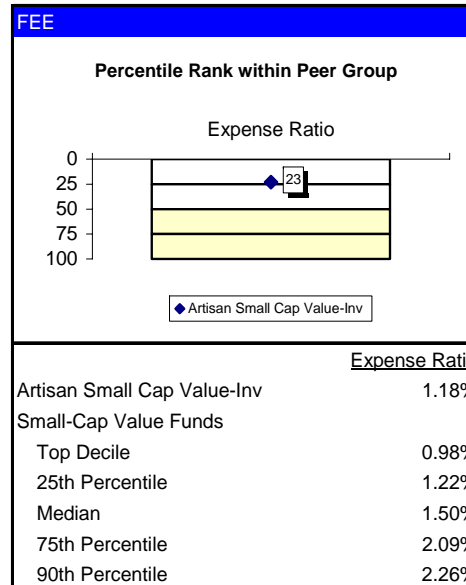 FEE
Percentile Rank within Peer Group
Expense Ratio
0
25
50
75
100
23
Artisan Small Cap Value-Inv
Expense Rati
Artisan Small Cap Value-Inv 1.18%
Small-Cap Value Funds
Top Decile 0.98%
25th Percentile 1.22%
Median 1.50%
75th Percentile 2.09%
90th Percentile 2.26%